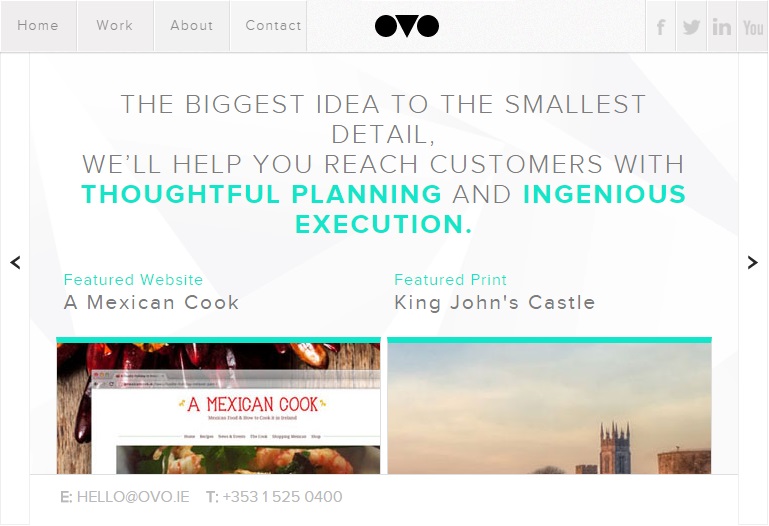 Home Work About Contact OVO You
THE BIGGEST IDEA TO THE SMALLEST
DETAIL,
WE'LL HELP YOU REACH CUSTOMERS WITH
THOUGHTFUL PLANNING AND INGENIOUS
EXECUTION.
Featured Website
A Mexican Cook
Featured Print
King John's Castle
A MEXICAN COOK
Mexican Food & How to Cook it in Ireland
Home Recipes News & Events The Cook Shopping Mexican Shop
E: HELLO@OVO.IE T: +353 1 525 0400